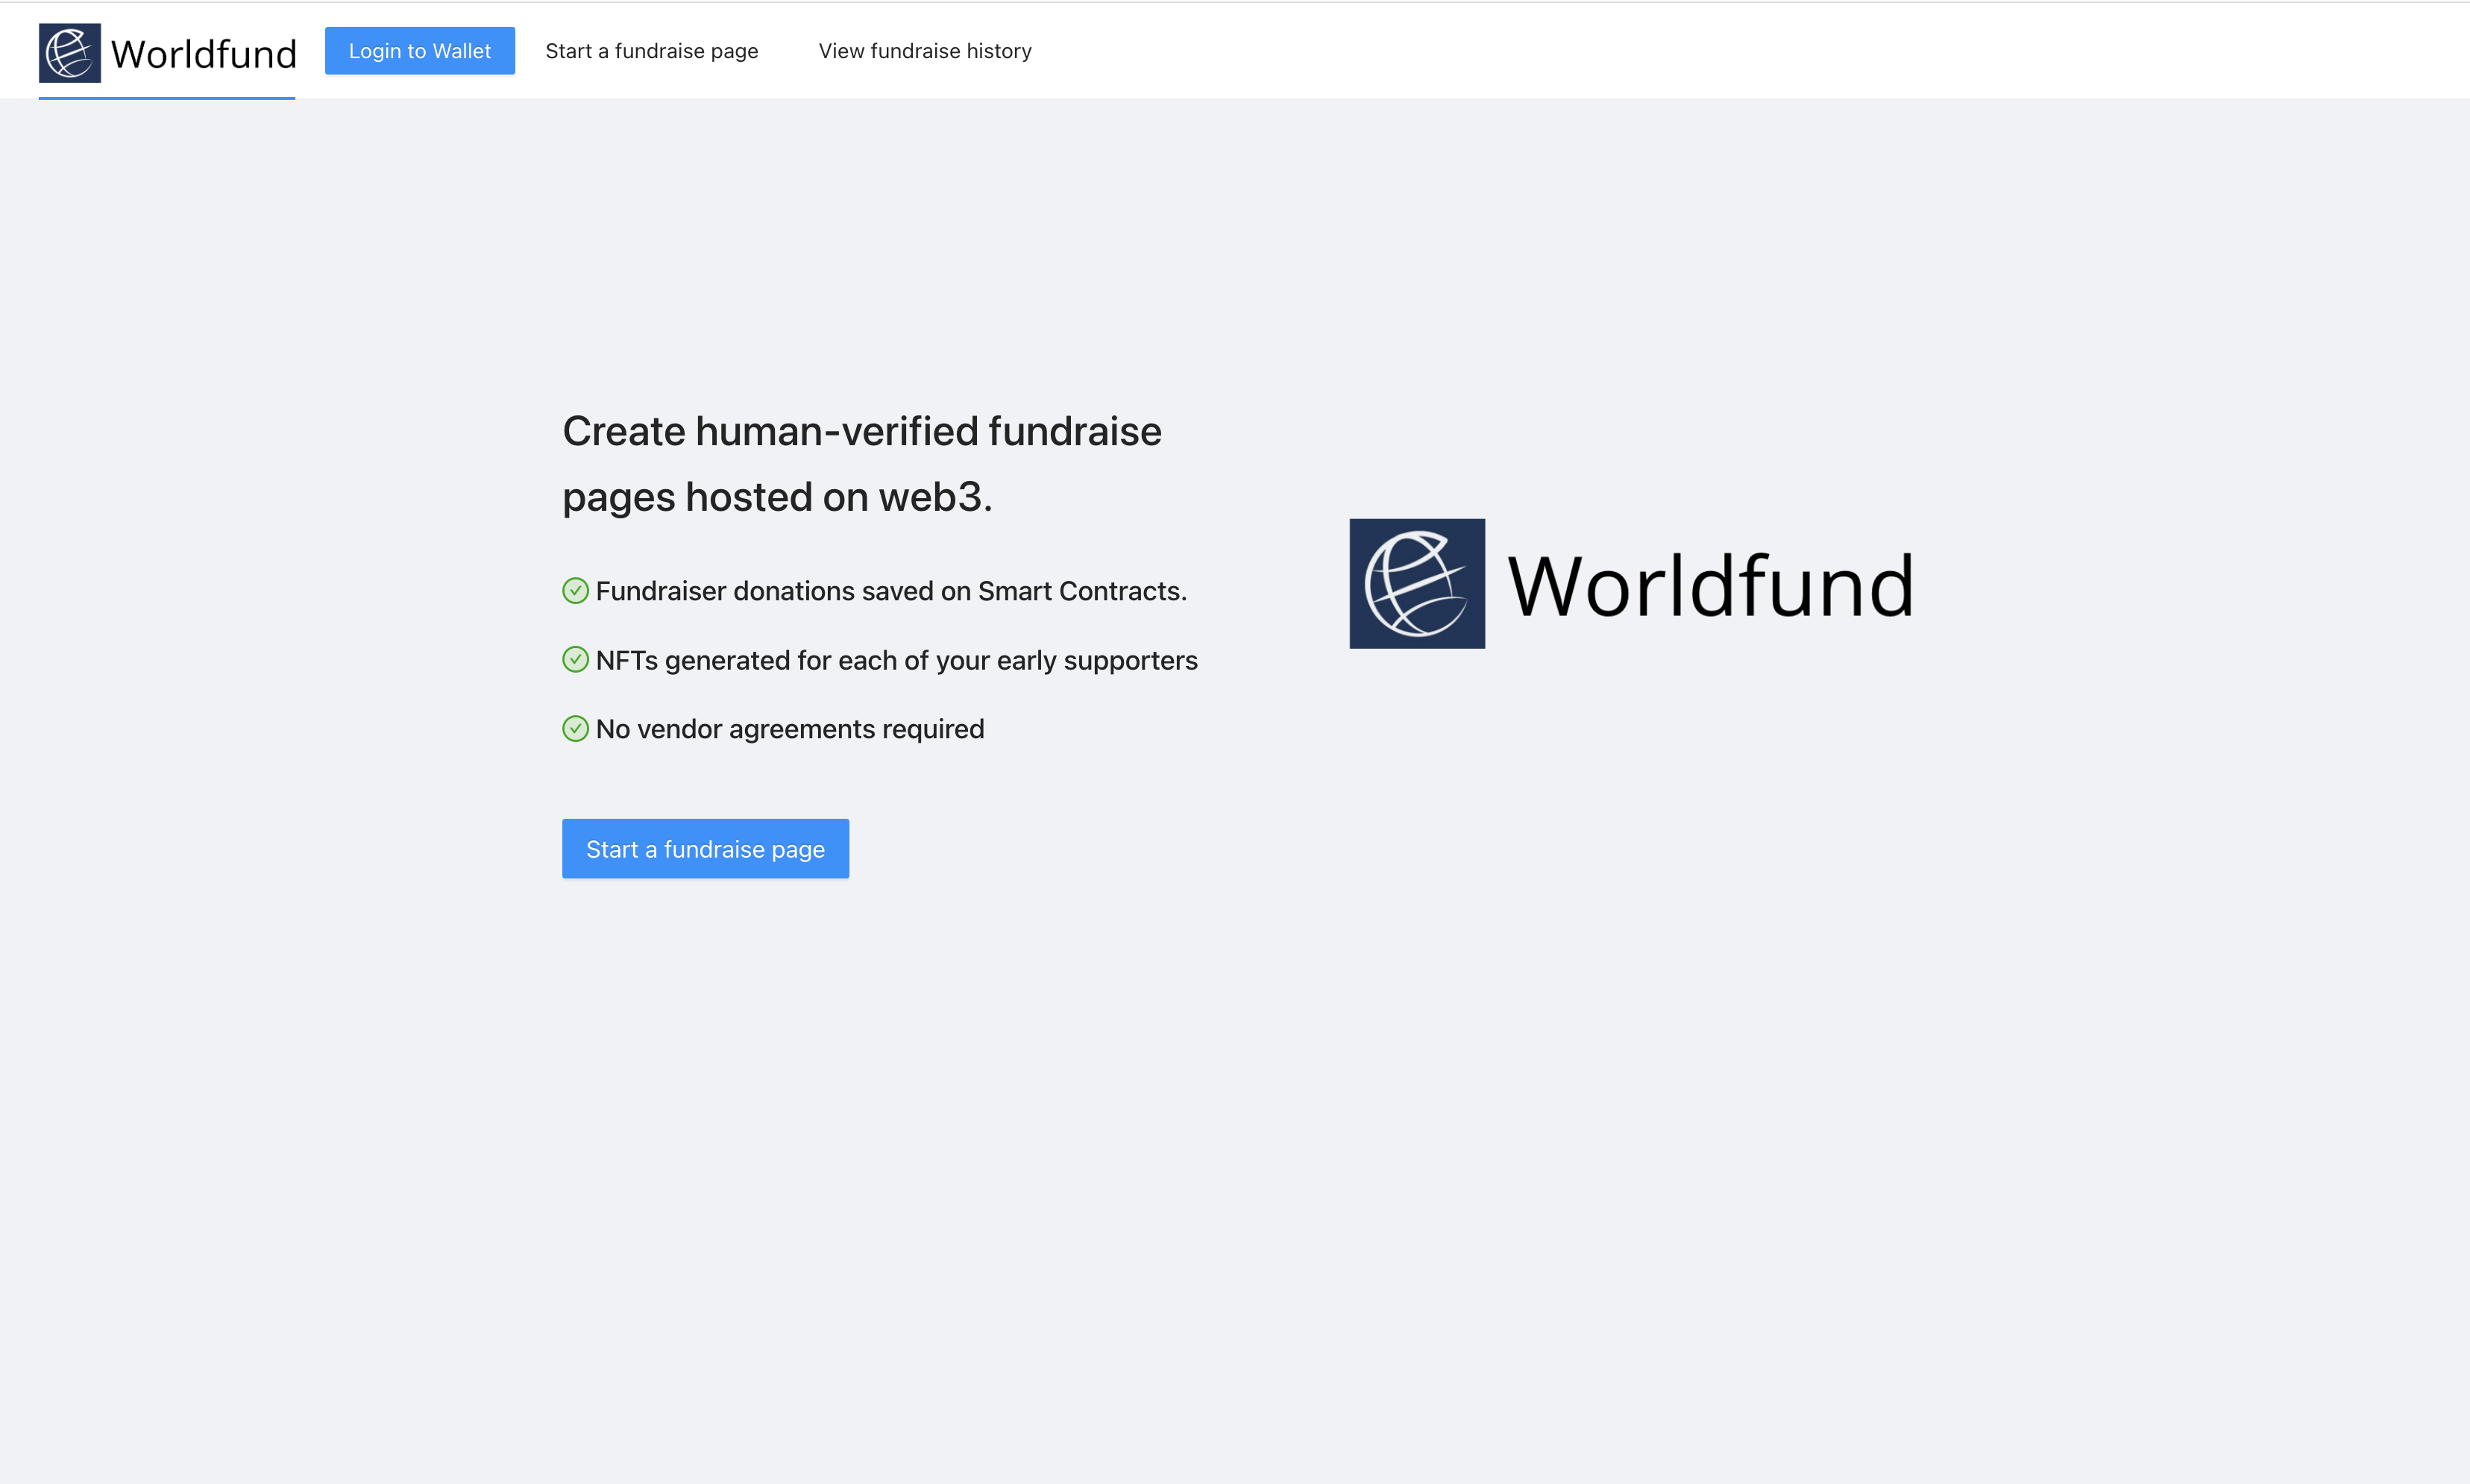 Worldfund
Login to Wallet
Start a fundraise page
View fundraise history
Create human-verified fundraise
pages hosted on web3.
Fundraiser donations saved on Smart Contracts.
NFTs generated for each of your early supporters
No vendor agreements required
Start a fundraise page
Worldfund